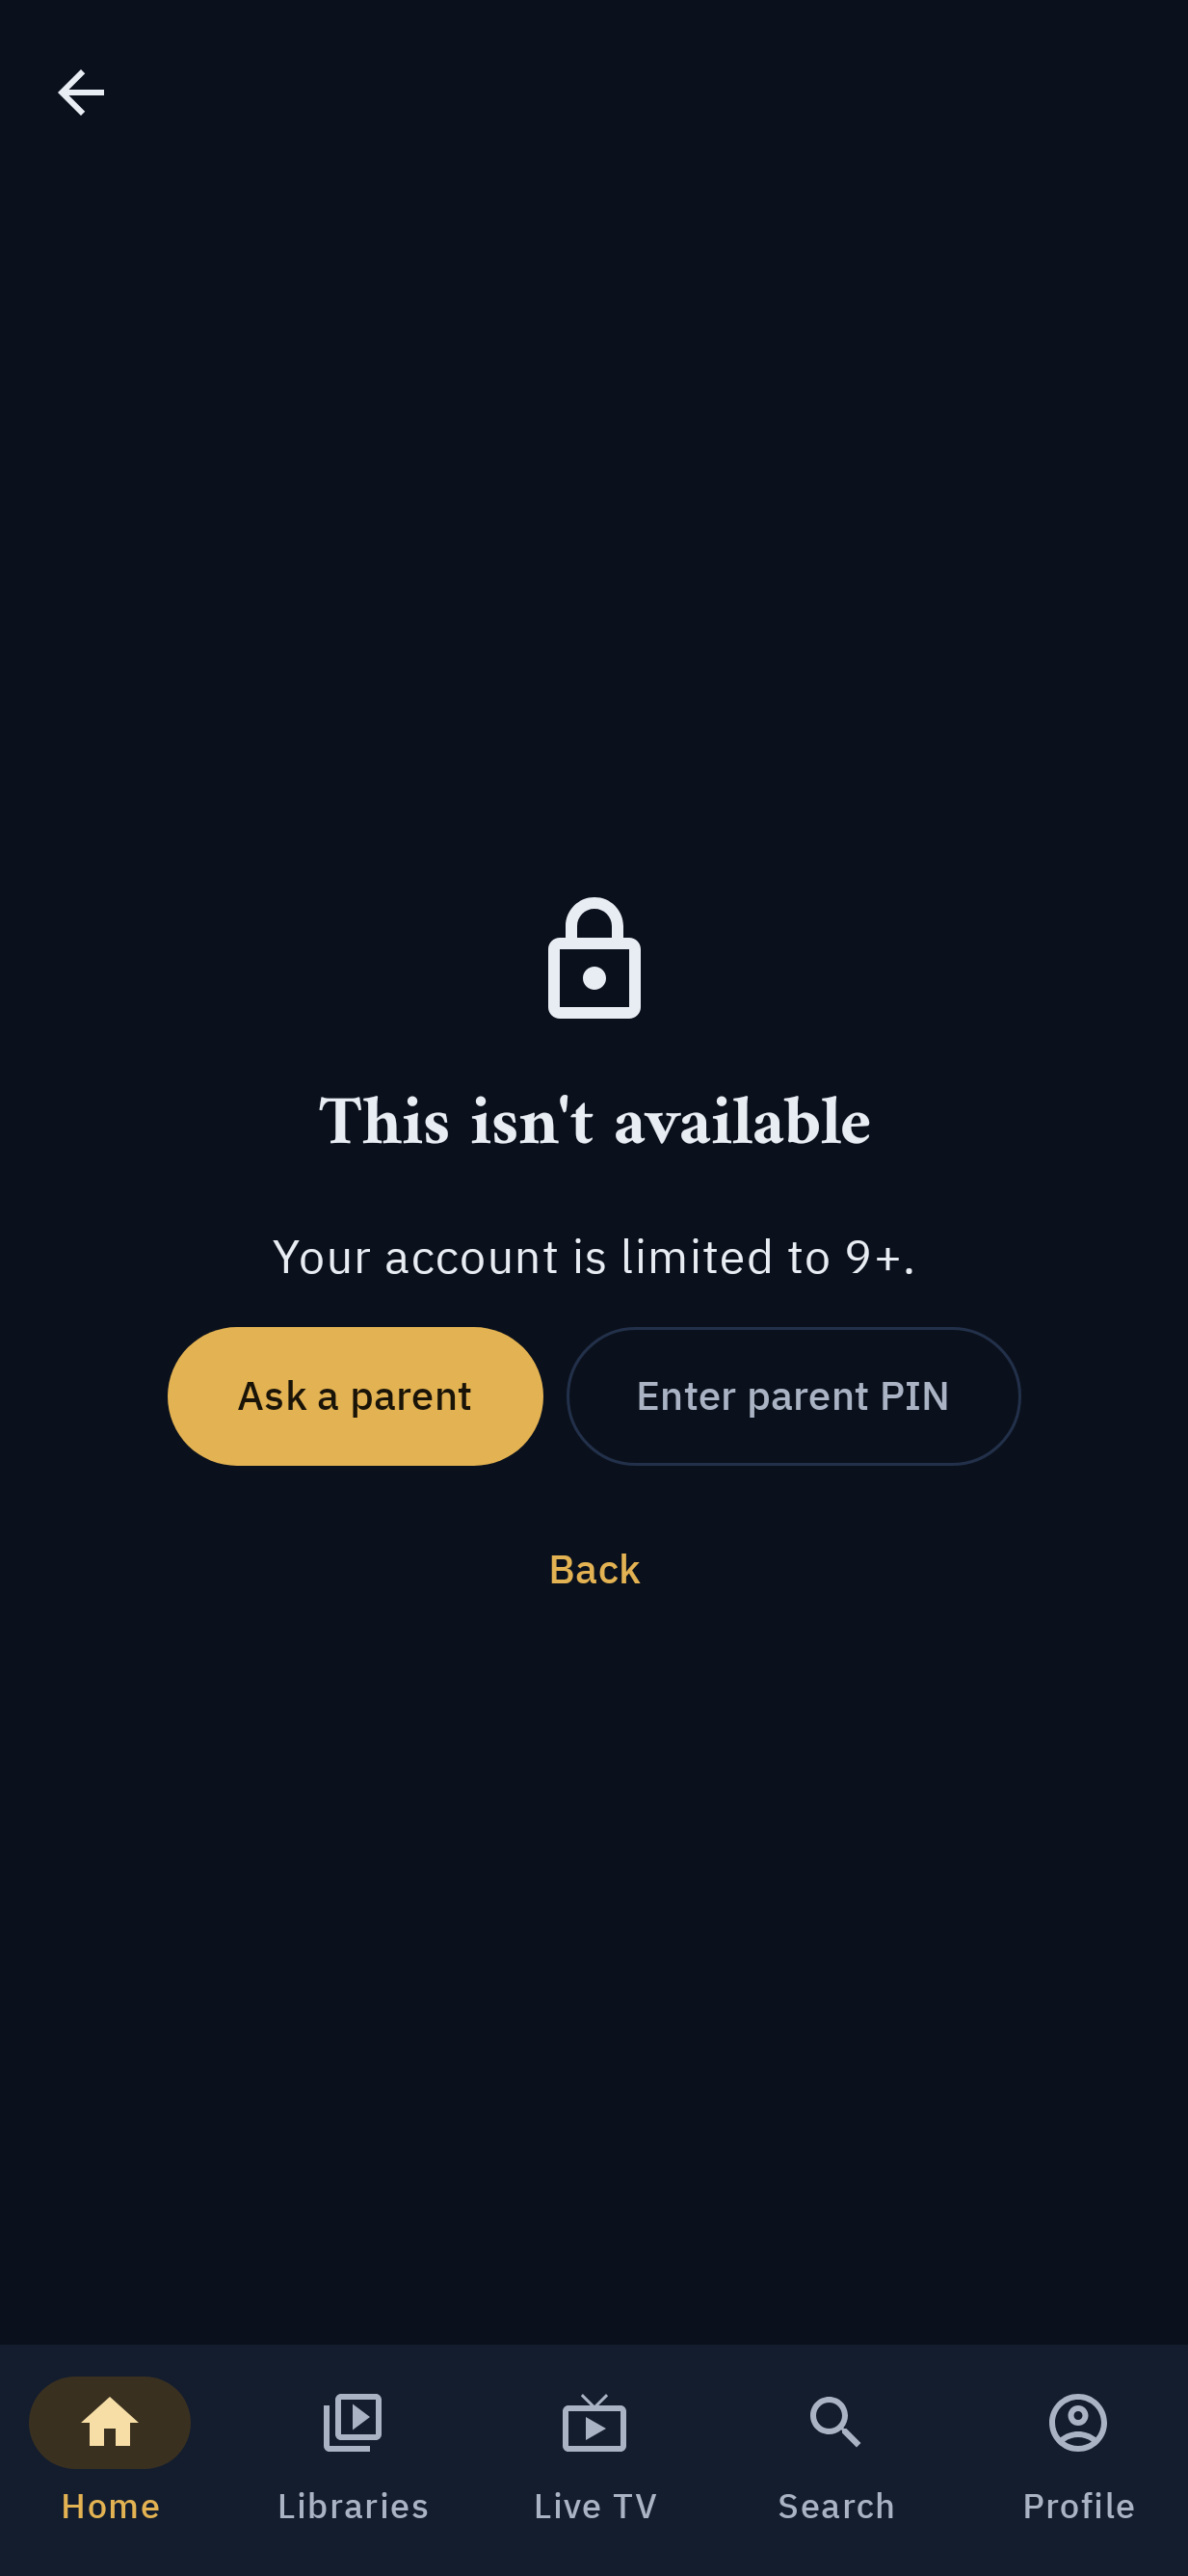 This isn't available
Your account is limited to 9+.
Ask a parent
Enter parent PIN
Back
Home
Libraries
Live TV
Search
Profile